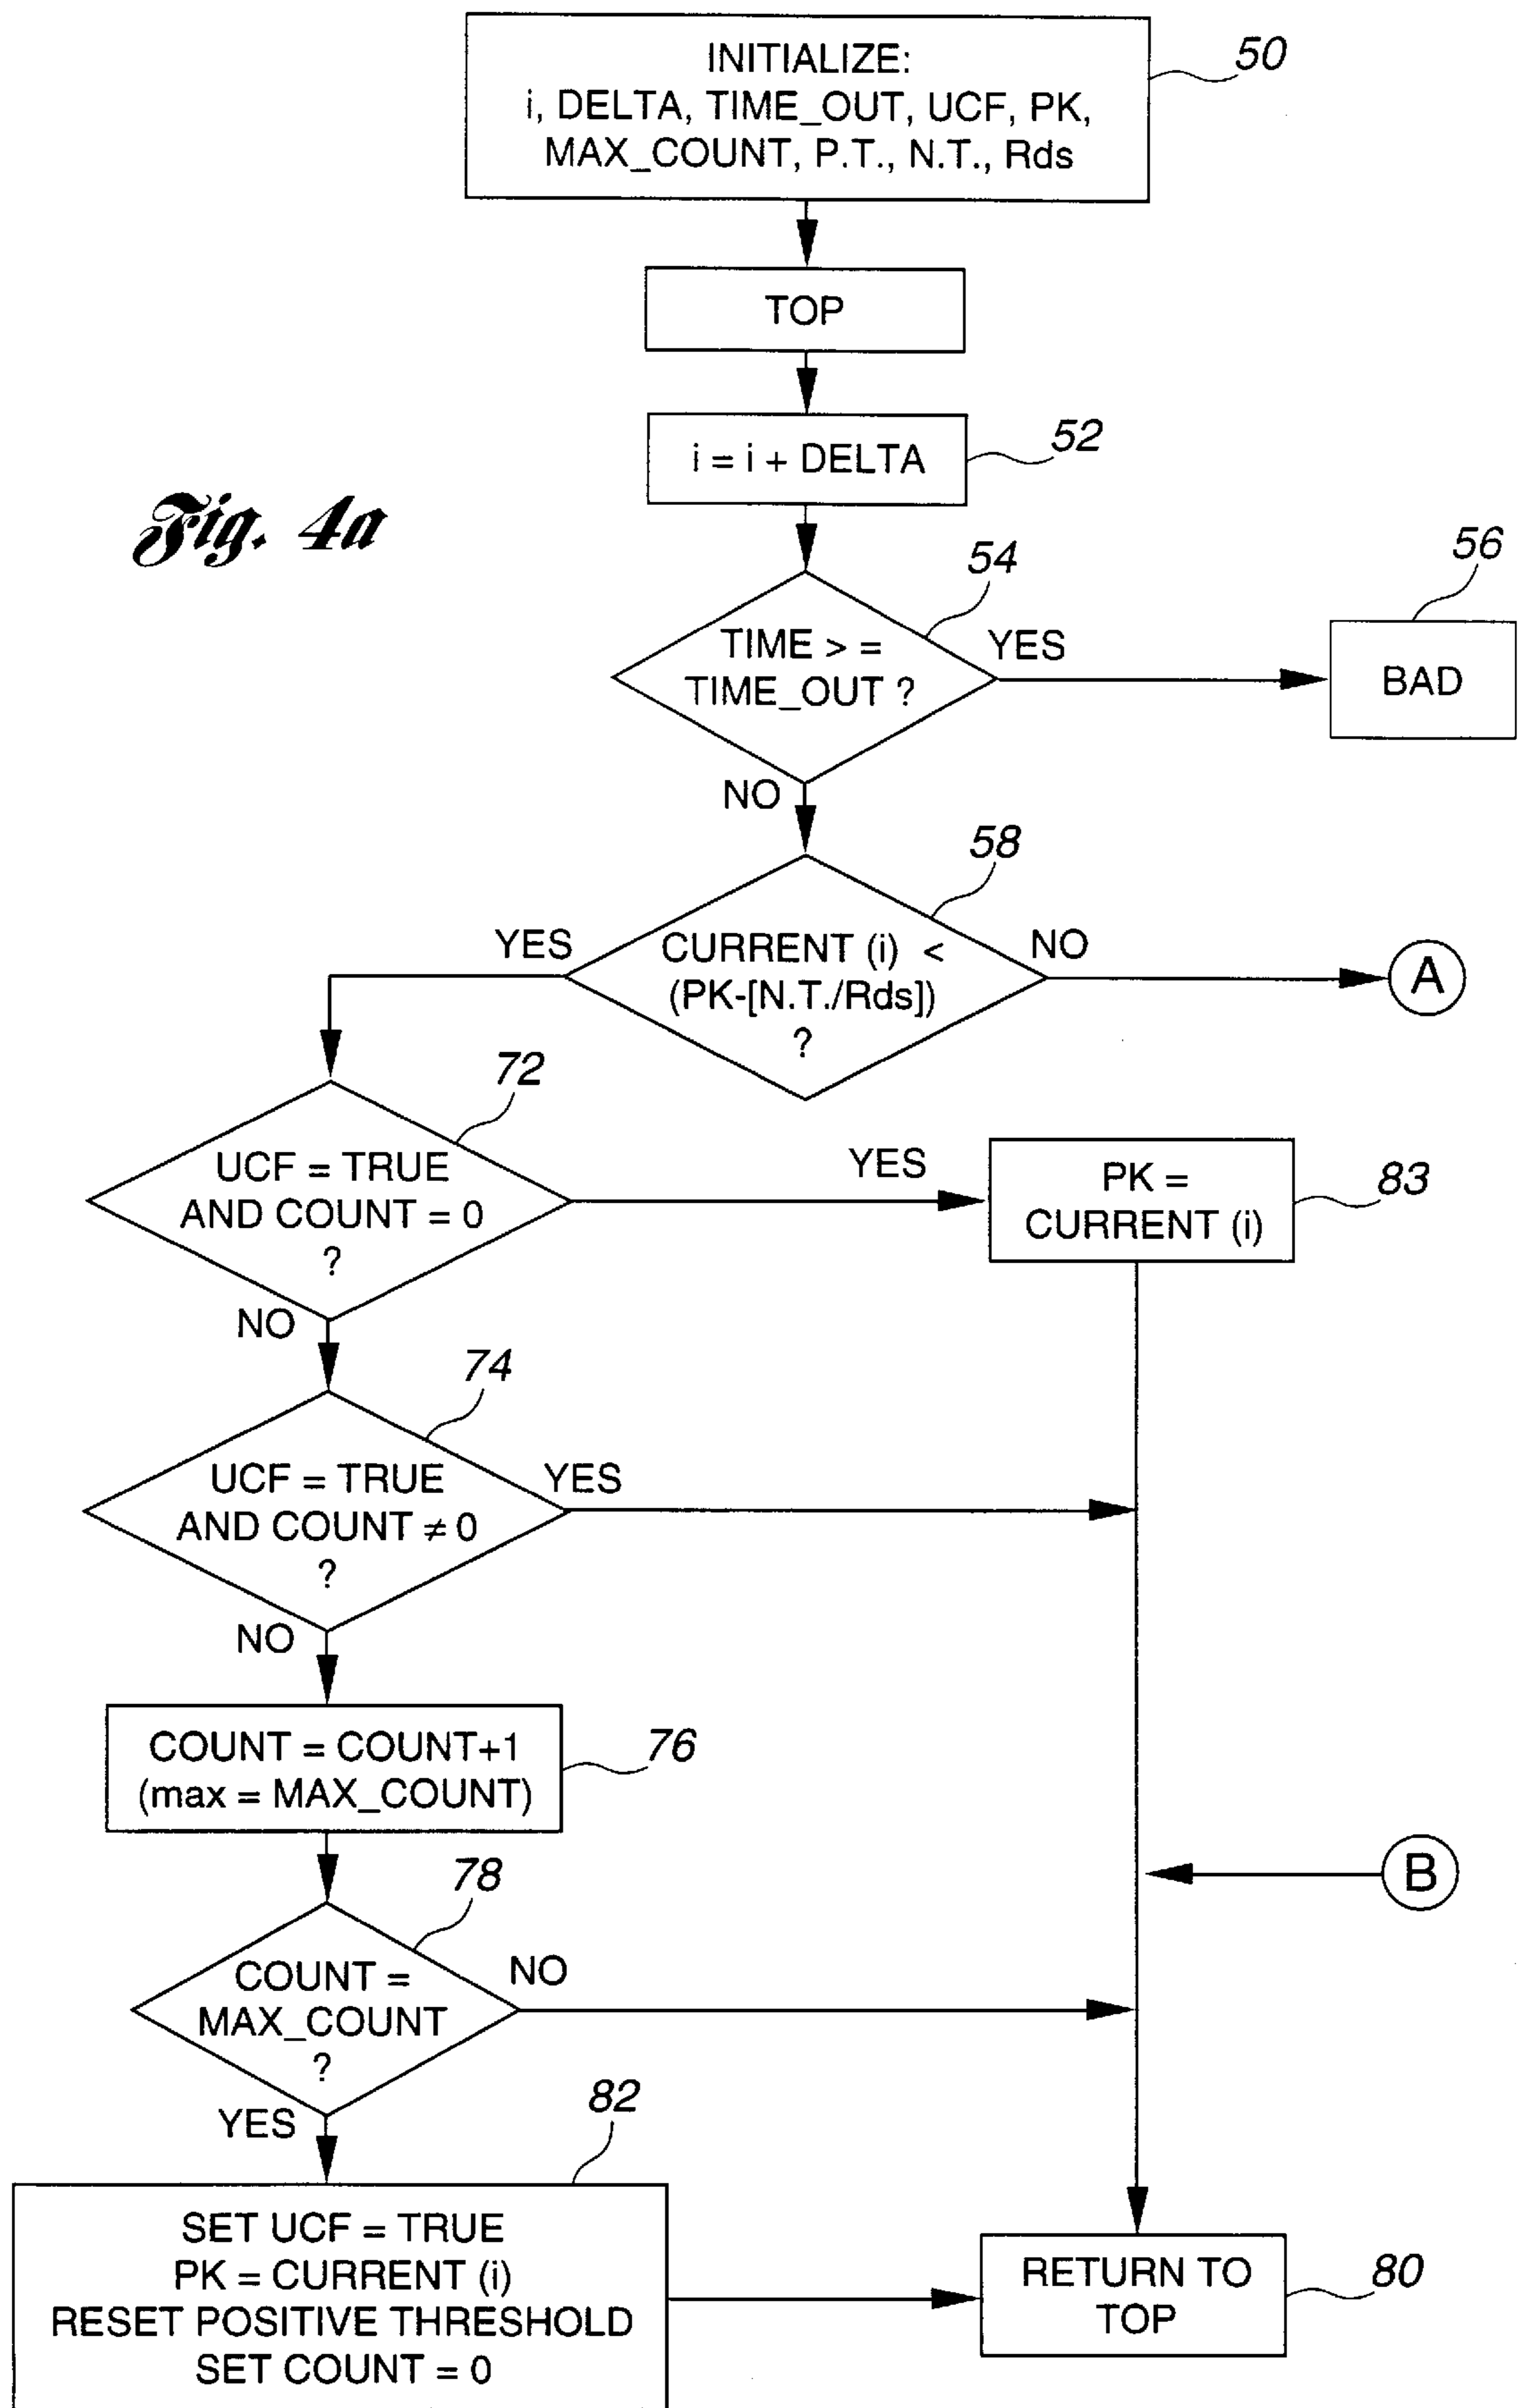 INITIALIZE:
i, DELTA, TIME_OUT, UCF, PK,
MAX_COUNT, P.T., N.T., Rds
50
TOP
i = i + DELTA
52
Fig. 4a
54
56
TIME > =
TIME_OUT ?
YES
BAD
NO
58
YES
CURRENT (i) <
(PK-[N.T./Rds])
?
NO
A
72
UCF = TRUE
AND COUNT = 0
?
YES
PK =
CURRENT (i)
83
NO
74
UCF = TRUE
AND COUNT ≠ 0
?
YES
NO
COUNT = COUNT+1
(max = MAX_COUNT)
76
78
B
COUNT =
MAX_COUNT
?
NO
YES
82
SET UCF = TRUE
PK = CURRENT (i)
RESET POSITIVE THRESHOLD
SET COUNT = 0
RETURN TO
TOP
80